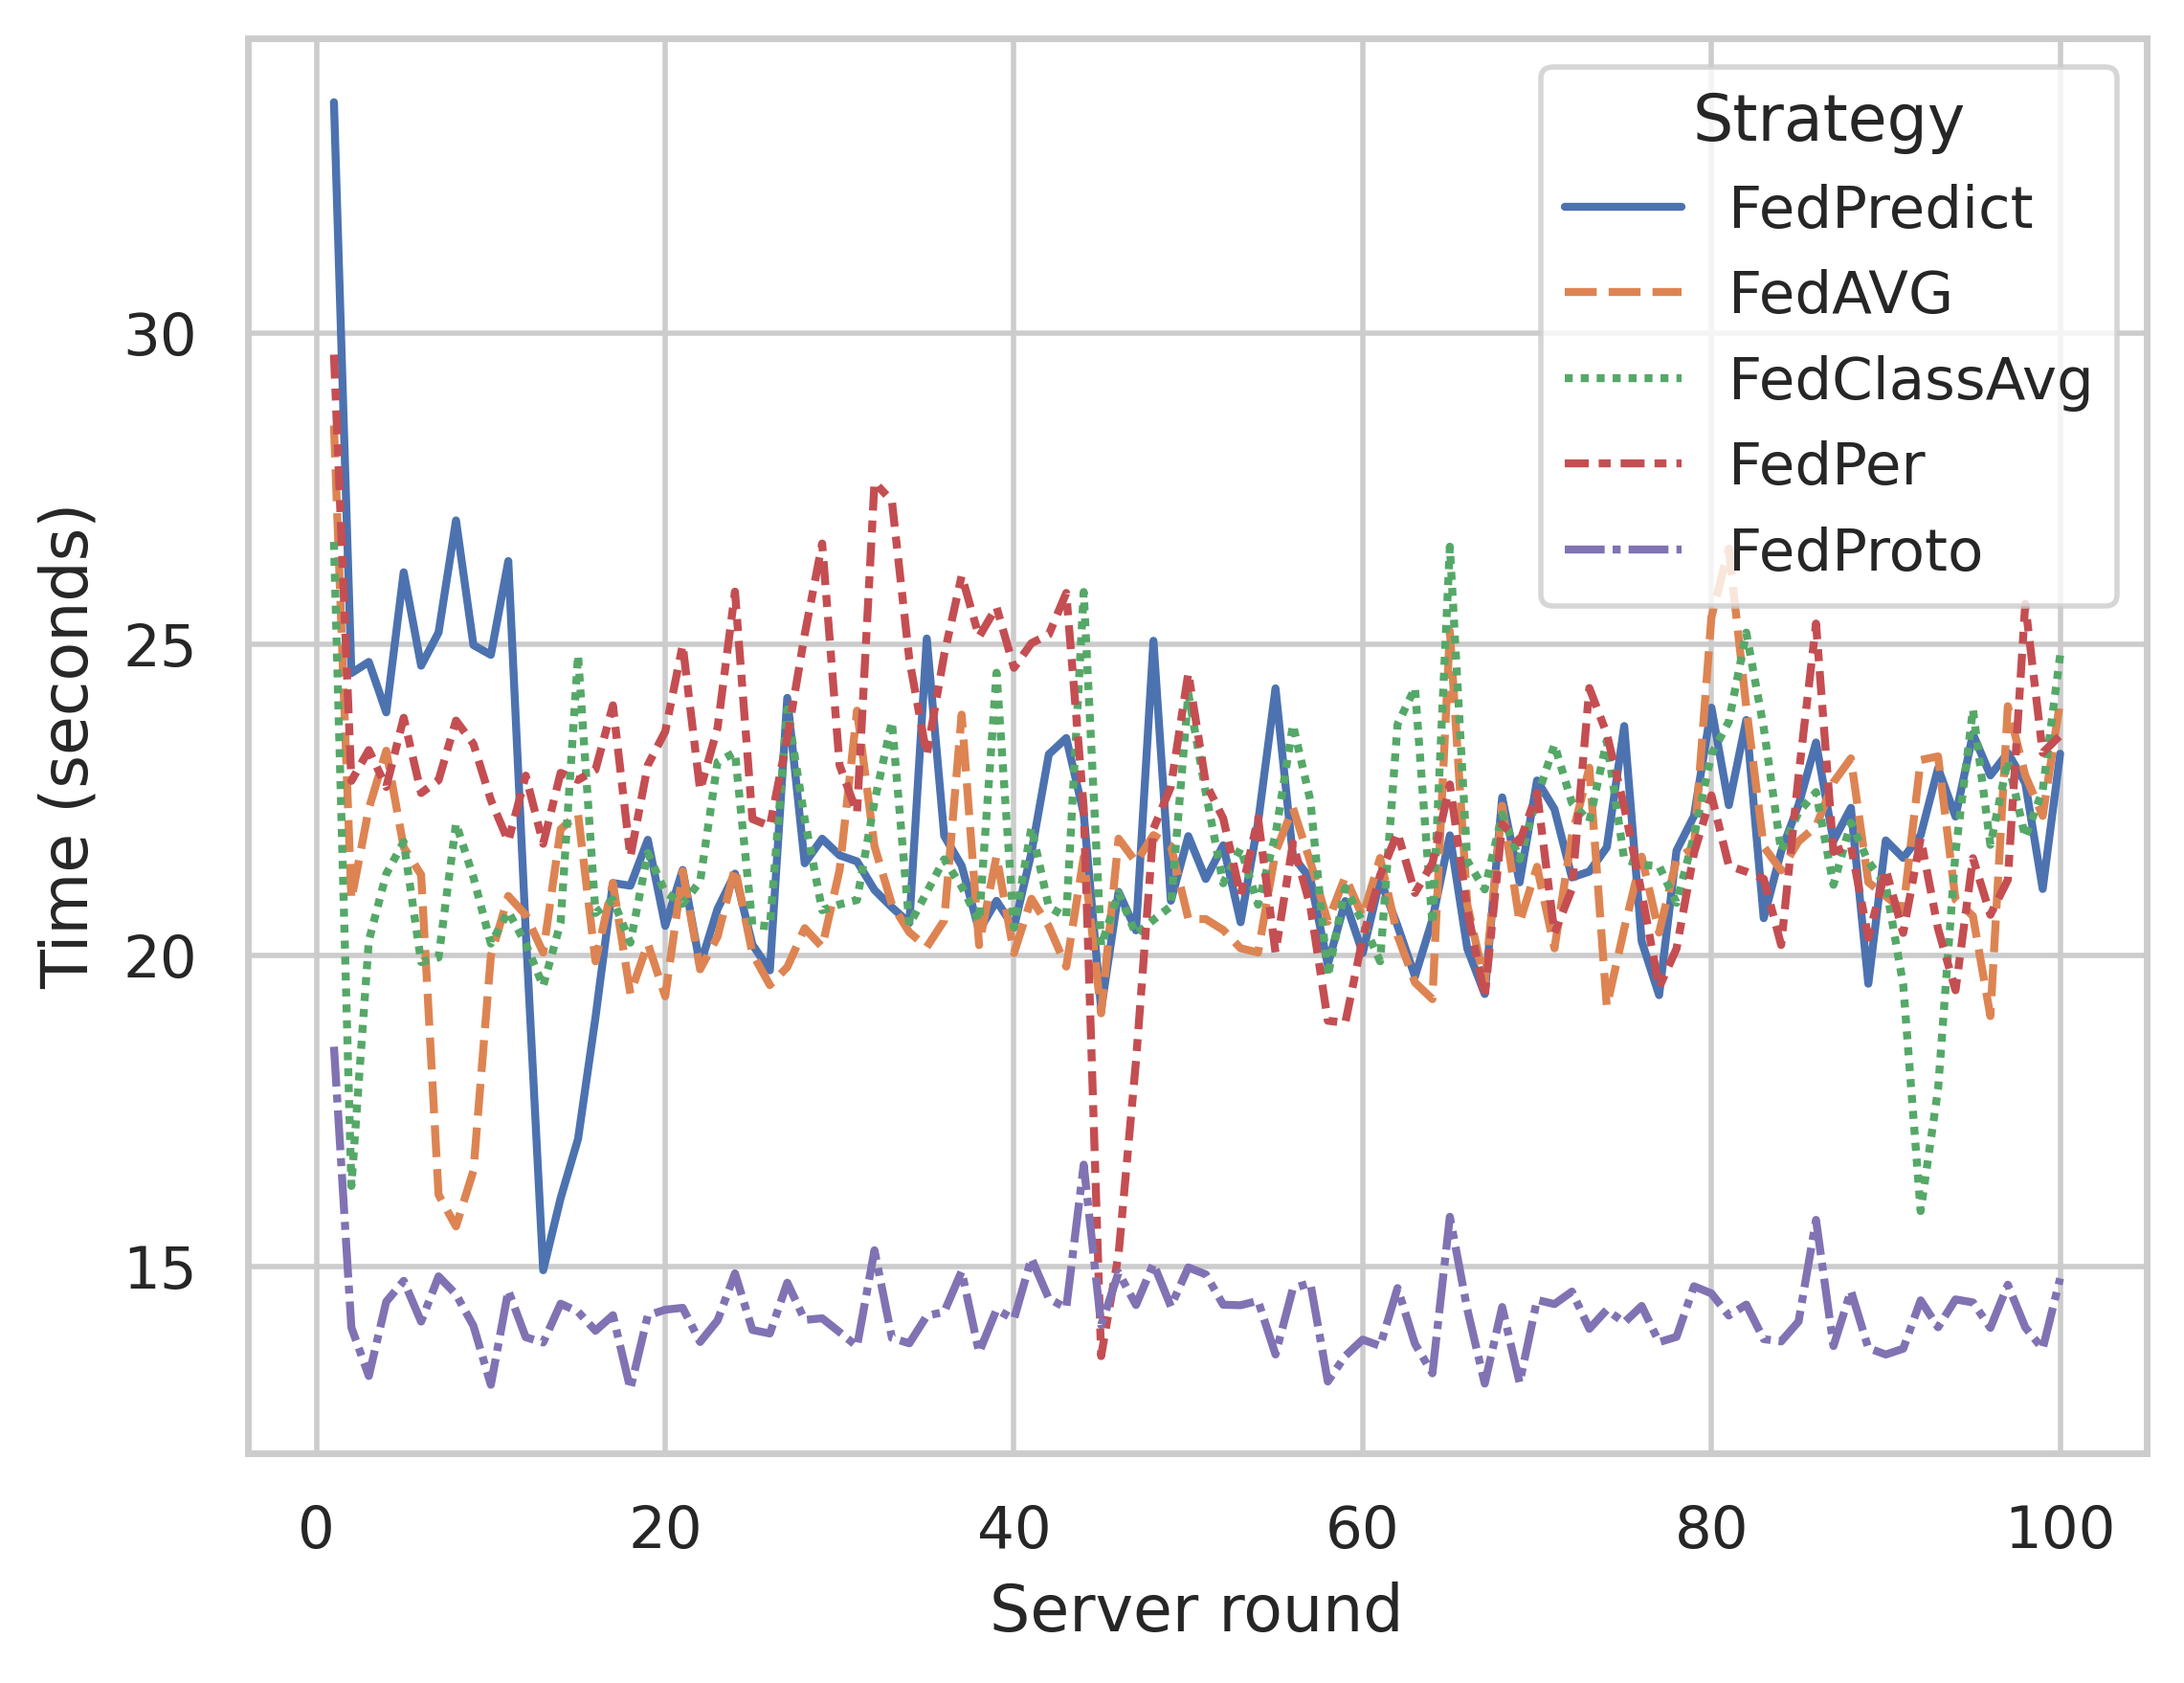 Strategy
FedPredict
FedAVG
FedClassAvg
FedPer
FedProto
30
25
20
15
Time (seconds)
0 20 40 60 80 100
Server round